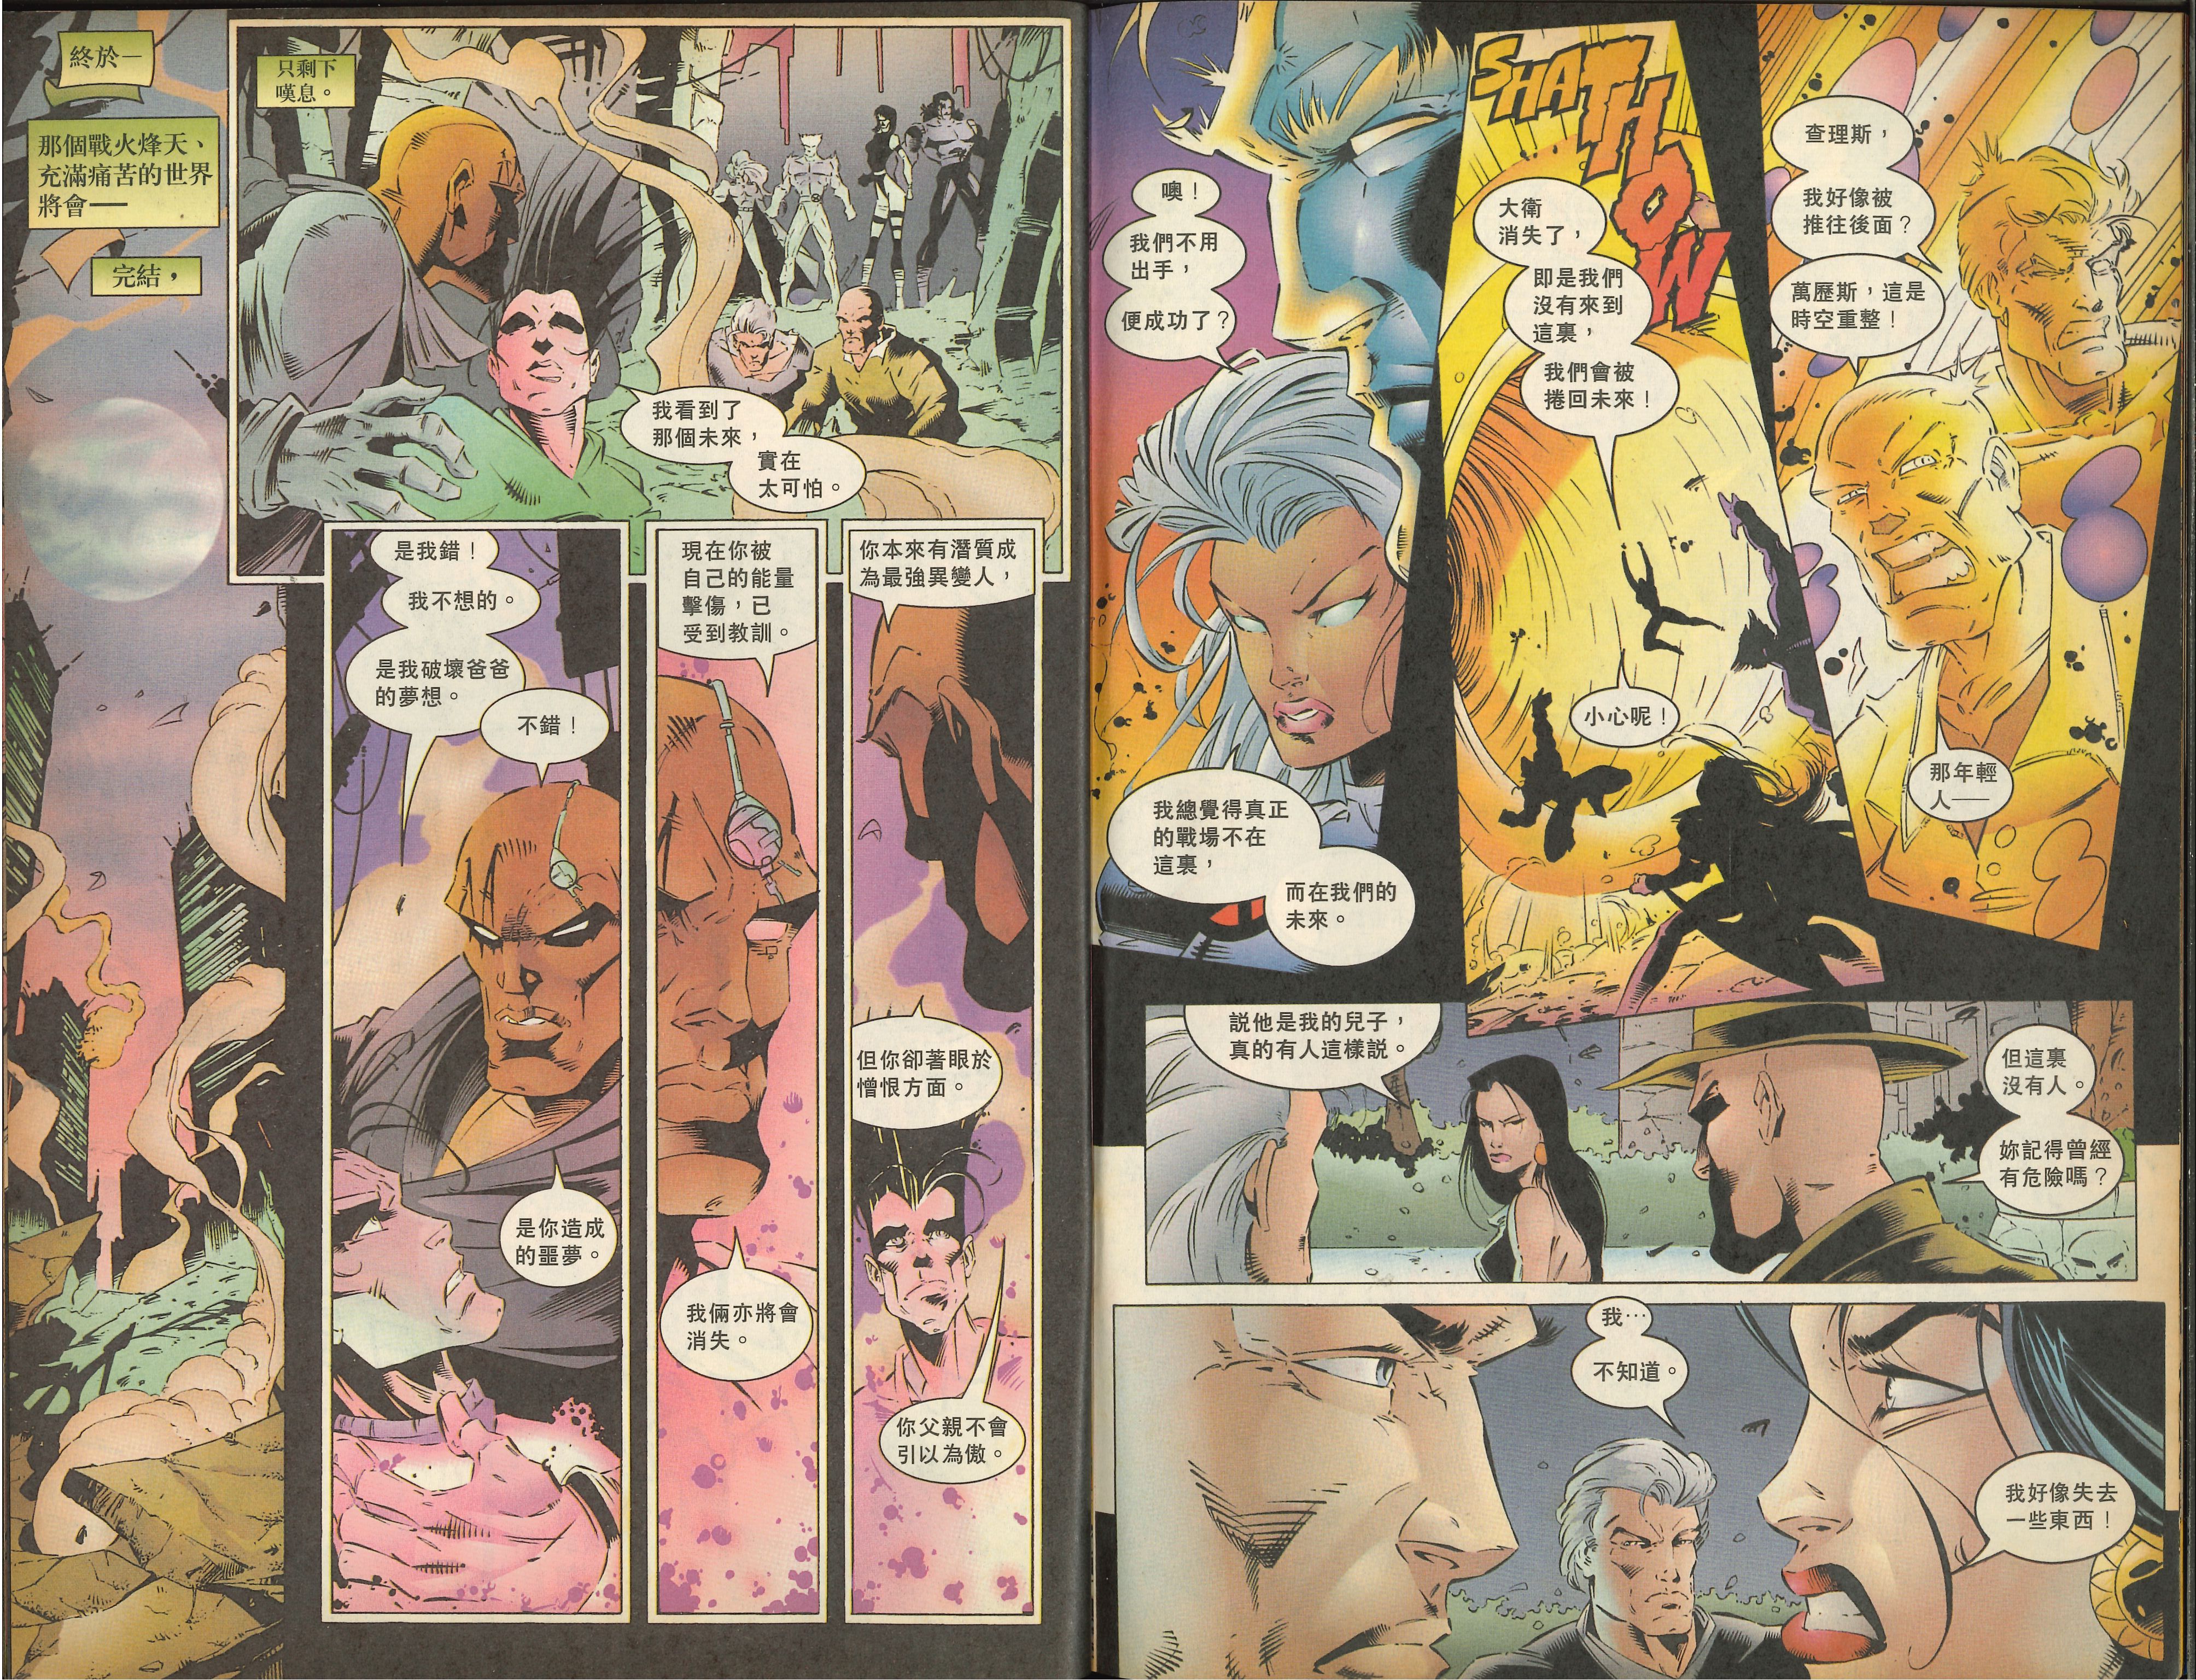 終於—
那個戰火烽天、
充滿痛苦的世界
將會——
完結，
只剩下
嘆息。
我看到了
那個未來，
實在
太可怕。
是我錯！
我不想的。
是我破壞爸爸
的夢想。
不錯！
是你造成
的噩夢。
現在你被
自己的能量
擊傷，已
受到教訓。
我倆亦將會
消失。
你本來有潛質成
為最強異變人，
但你卻著眼於
憎恨方面。
你父親不會
引以為傲。
噢！
我們不用
出手，
便成功了？
我總覺得真正
的戰場不在
這裏，
而在我們的
未來。
SHATHOW
大衛
消失了，
即是我們
沒有來到
這裏，
我們會被
捲回未來！
小心呢！
查理斯，
我好像被
推往後面？
萬歷斯，這是
時空重整！
那年輕
人——
說他是我的兒子，
真的有人這樣說。
但這裏
沒有人。
妳記得曾經
有危險嗎？
我…
不知道。
我好像失去
一些東西！